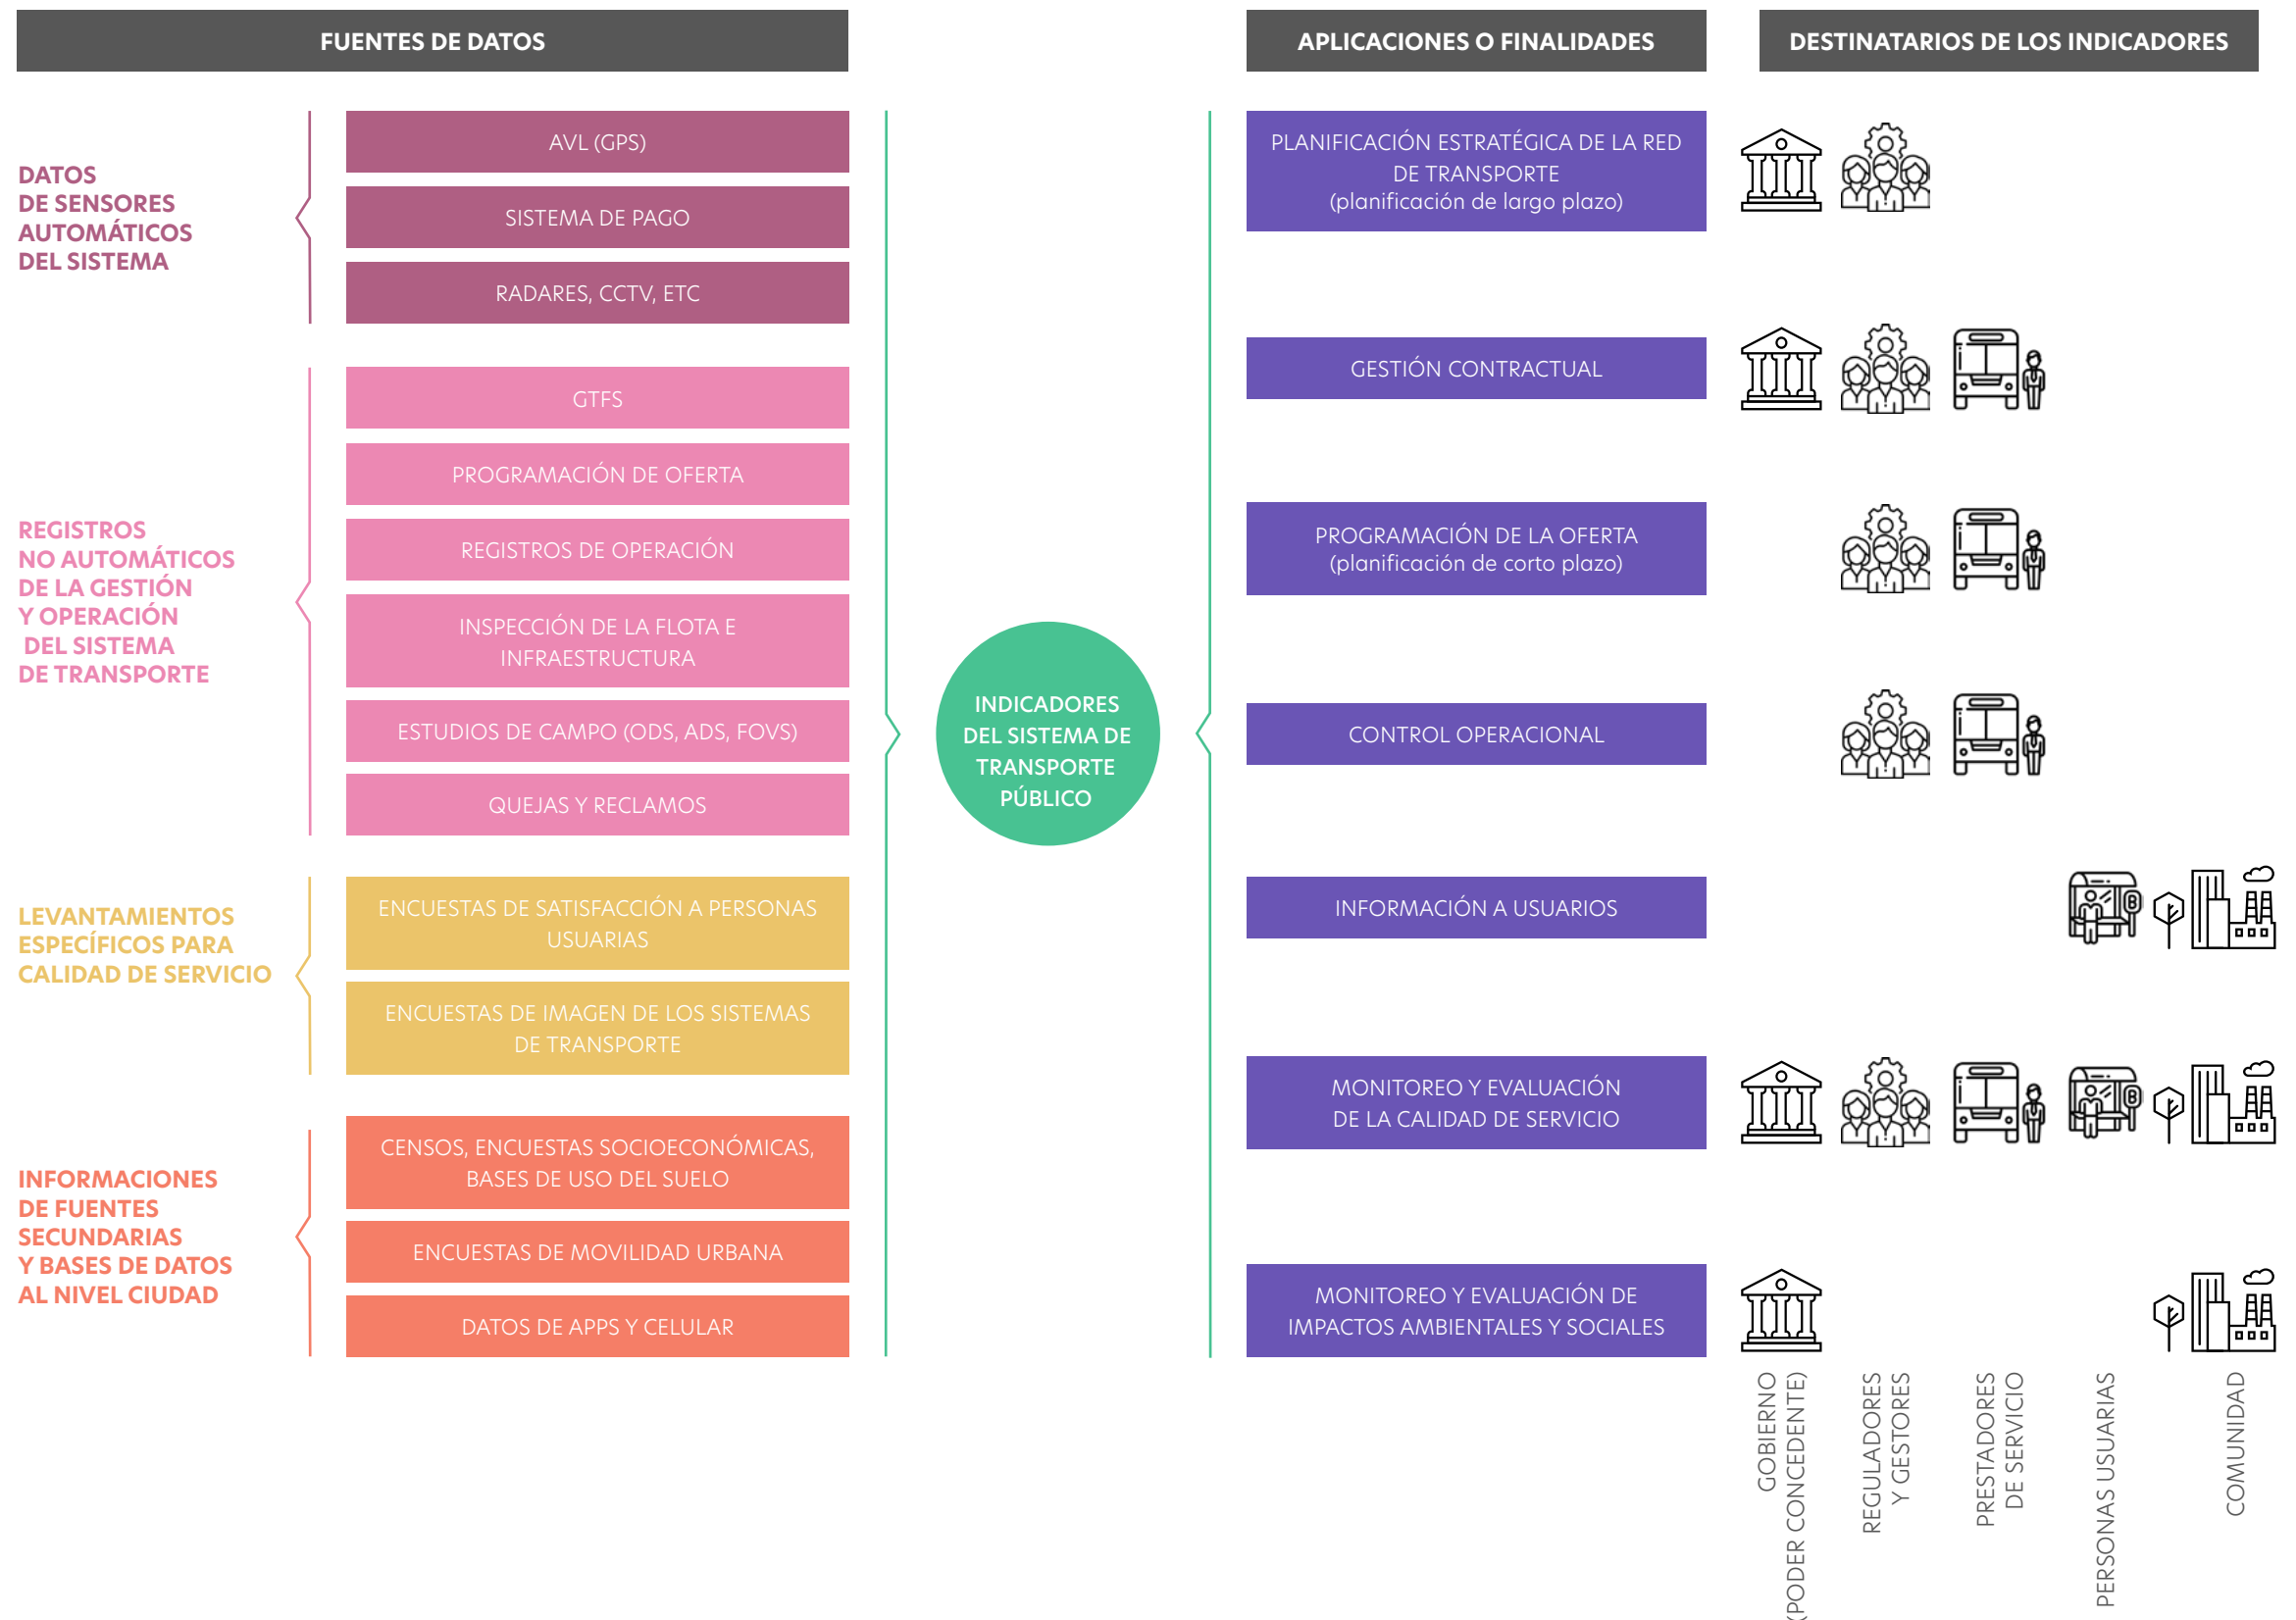 FUENTES DE DATOS
APLICACIONES O FINALIDADES
DESTINATARIOS DE LOS INDICADORES
DATOS
DE SENSORES
AUTOMÁTICOS
DEL SISTEMA
AVL (GPS)
SISTEMA DE PAGO
RADARES, CCTV, ETC
REGISTROS
NO AUTOMÁTICOS
DE LA GESTIÓN
Y OPERACIÓN
DEL SISTEMA
DE TRANSPORTE
GTFS
PROGRAMACIÓN DE OFERTA
REGISTROS DE OPERACIÓN
INSPECCIÓN DE LA FLOTA E
INFRAESTRUCTURA
ESTUDIOS DE CAMPO (ODS, ADS, FOVS)
QUEJAS Y RECLAMOS
LEVANTAMIENTOS
ESPECÍFICOS PARA
CALIDAD DE SERVICIO
ENCUESTAS DE SATISFACCIÓN A PERSONAS
USUARIAS
ENCUESTAS DE IMAGEN DE LOS SISTEMAS
DE TRANSPORTE
INFORMACIONES
DE FUENTES
SECUNDARIAS
Y BASES DE DATOS
AL NIVEL CIUDAD
CENSOS, ENCUESTAS SOCIOECONÓMICAS,
BASES DE USO DEL SUELO
ENCUESTAS DE MOVILIDAD URBANA
DATOS DE APPS Y CELULAR
INDICADORES
DEL SISTEMA DE
TRANSPORTE
PÚBLICO
PLANIFICACIÓN ESTRATÉGICA DE LA RED
DE TRANSPORTE
(planificación de largo plazo)
GESTIÓN CONTRACTUAL
PROGRAMACIÓN DE LA OFERTA
(planificación de corto plazo)
CONTROL OPERACIONAL
INFORMACIÓN A USUARIOS
B
MONITOREO Y EVALUACIÓN
DE LA CALIDAD DE SERVICIO
B
MONITOREO Y EVALUACIÓN DE
IMPACTOS AMBIENTALES Y SOCIALES
GOBIERNO
(PODER CONCEDENTE)
REGULADORES
Y GESTORES
PRESTADORES
DE SERVICIO
PERSONAS USUARIAS
COMUNIDAD